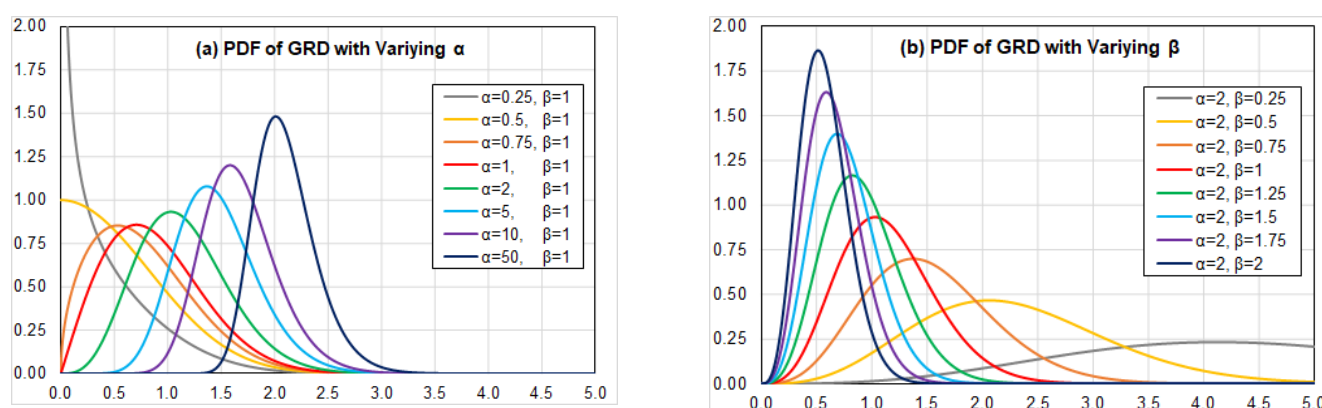 (a) PDF of GRD with Variying α
2.00
1.75
1.50
1.25
1.00
0.75
0.50
0.25
0.00
α=0.25, β=1
α=0.5, β=1
α=0.75, β=1
α=1, β=1
α=2, β=1
α=5, β=1
α=10, β=1
α=50, β=1
0.0 0.5 1.0 1.5 2.0 2.5 3.0 3.5 4.0 4.5 5.0
(b) PDF of GRD with Variying β
2.00
1.75
1.50
1.25
1.00
0.75
0.50
0.25
0.00
α=2, β=0.25
α=2, β=0.5
α=2, β=0.75
α=2, β=1
α=2, β=1.25
α=2, β=1.5
α=2, β=1.75
α=2, β=2
0.0 0.5 1.0 1.5 2.0 2.5 3.0 3.5 4.0 4.5 5.0